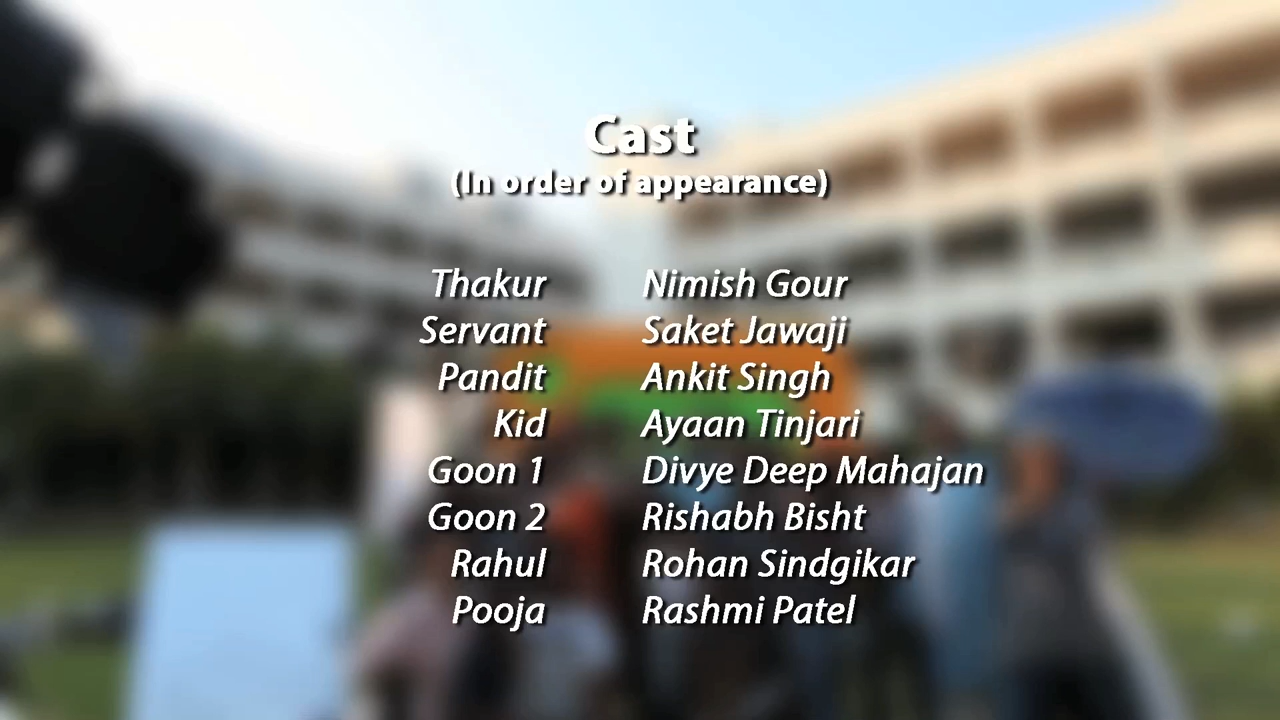 Cast
(In order of appearance)
Thakur Nimish Gour
Servant Saket Jawaji
Pandit Ankit Singh
Kid Ayaan Tinjari
Goon 1 Divye Deep Mahajan
Goon 2 Rishabh Bisht
Rahul Rohan Sindgikar
Pooja Rashmi Patel